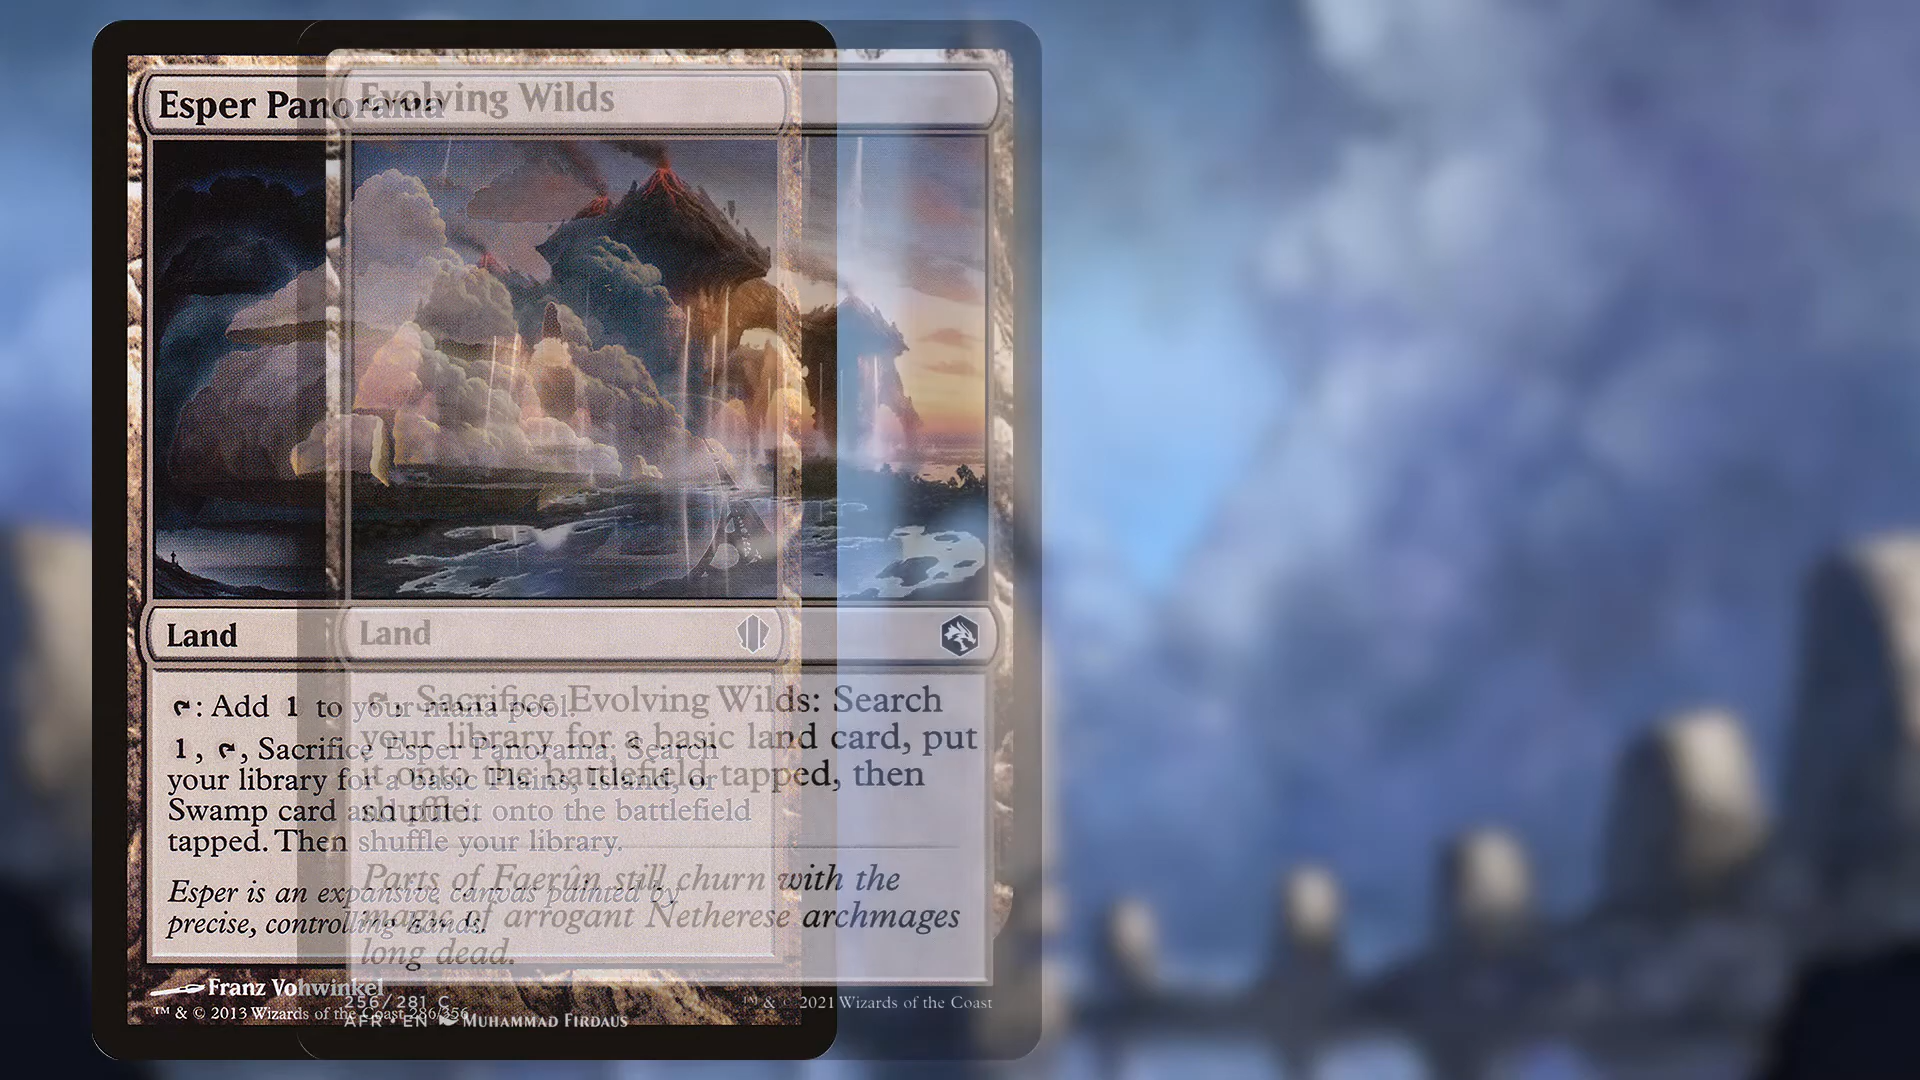 Esper Panorama
Evolving Wilds
Land
Land
: Add 1 to your mana pool.
1, , Sacrifice Esper Panorama: Search
your library for a basic Plains, Island, or
Swamp card and put it onto the battlefield
tapped. Then shuffle your library.
Esper is an expansive canvas painted by
precise, controlling hands.
Franz Vohwinkel
™ & © 2013 Wizards of the Coast 286/356
, Sacrifice Evolving Wilds: Search
your library for a basic land card, put
it onto the battlefield tapped, then
shuffle.
Parts of Faerûn still churn with the
magic of arrogant Netherese archmages
long dead.
256/281 C
AFR • EN Muhammad Firdaus
™ & © 2021 Wizards of the Coast